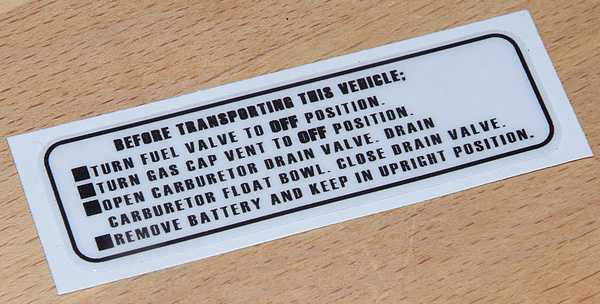 BEFORE TRANSPORTING THIS VEHICLE;
■TURN FUEL VALVE TO OFF POSITION.
■TURN GAS CAP VENT TO OFF POSITION.
■OPEN CARBURETOR DRAIN VALVE. DRAIN
CARBURETOR FLOAT BOWL. CLOSE DRAIN VALVE.
■REMOVE BATTERY AND KEEP IN UPRIGHT POSITION.